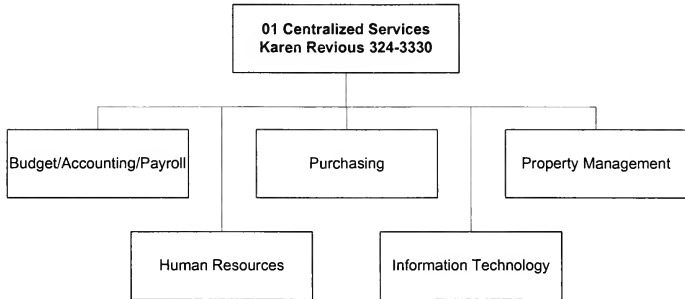 01 Centralized Services
Karen Revious 324-3330
Budget/Accounting/Payroll
Purchasing
Property Management
Human Resources
Information Technology